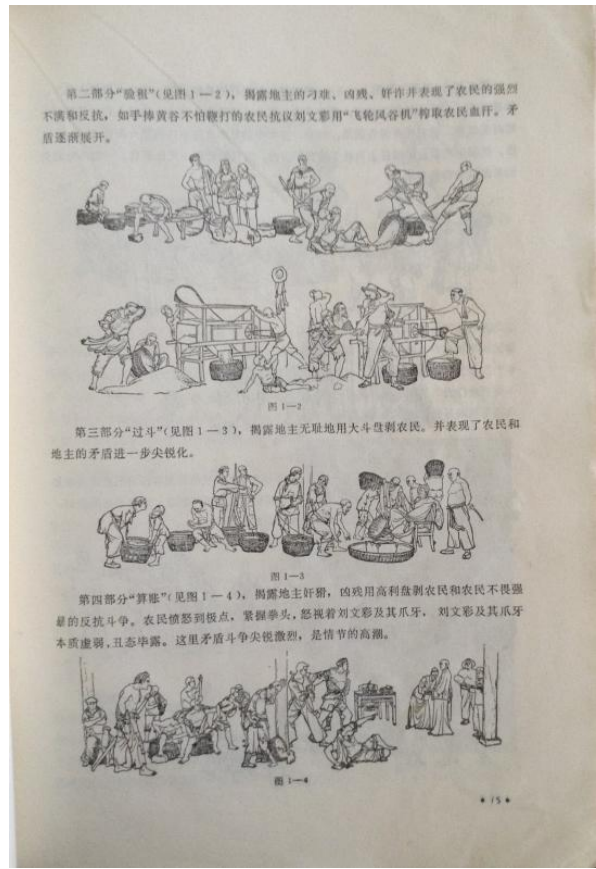 第二部分“验租”(见图1—2)，揭露地主的刁难、凶残、奸诈并表现了农民的强烈
不满和反抗，如手捧黄谷不怕鞭打的农民抗议刘文彩用“飞轮风谷机”榨取农民血汗。矛
盾逐渐展开。
图1—2
第三部分“过斗”(见图1—3)，揭露地主无耻地用大斗盘剥农民。并表现了农民和
地主的矛盾进一步尖锐化。
图1—3
第四部分“算账”(见图1—4)，揭露地主奸猾，凶残用高利盘剥农民和农民不畏强
暴的反抗斗争。农民愤怒到极点，紧握拳头，怒视着刘文彩及其爪牙，刘文彩及其爪牙
本质虚弱，丑态毕露。这里矛盾斗争尖锐激烈，是情节的高潮。
图1—4
•15•